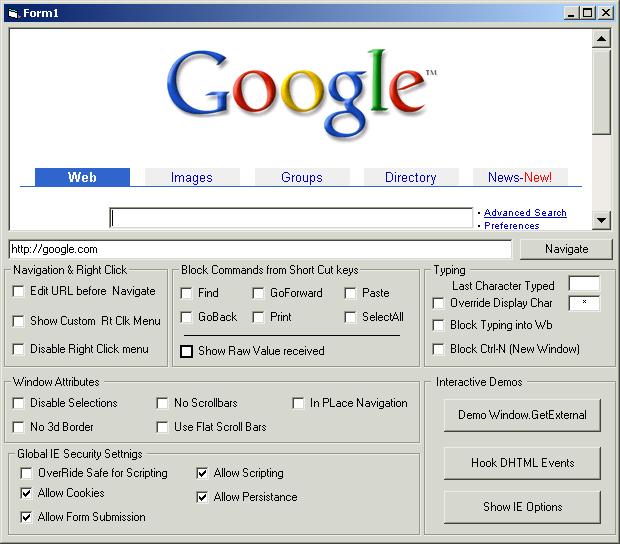 Form1
Google™
Web Images Groups Directory News-New!
• Advanced Search
• Preferences
http://google.com Navigate
Navigation & Right Click
Edit URL before Navigate
Show Custom Rt Clk Menu
Disable Right Click menu
Block Commands from Short Cut keys
Find GoForward Paste
GoBack Print SelectAll
Show Raw Value received
Typing
Last Character Typed
Override Display Char *
Block Typing into Wb
Block Ctrl-N (New Window)
Window Attributes
Disable Selections No Scrollbars In PLace Navigation
No 3d Border Use Flat Scroll Bars
Global IE Security Settnigs
OverRide Safe for Scripting Allow Scripting
Allow Cookies Allow Persistance
Allow Form Submission
Interactive Demos
Demo Window.GetExternal
Hook DHTML Events
Show IE Options